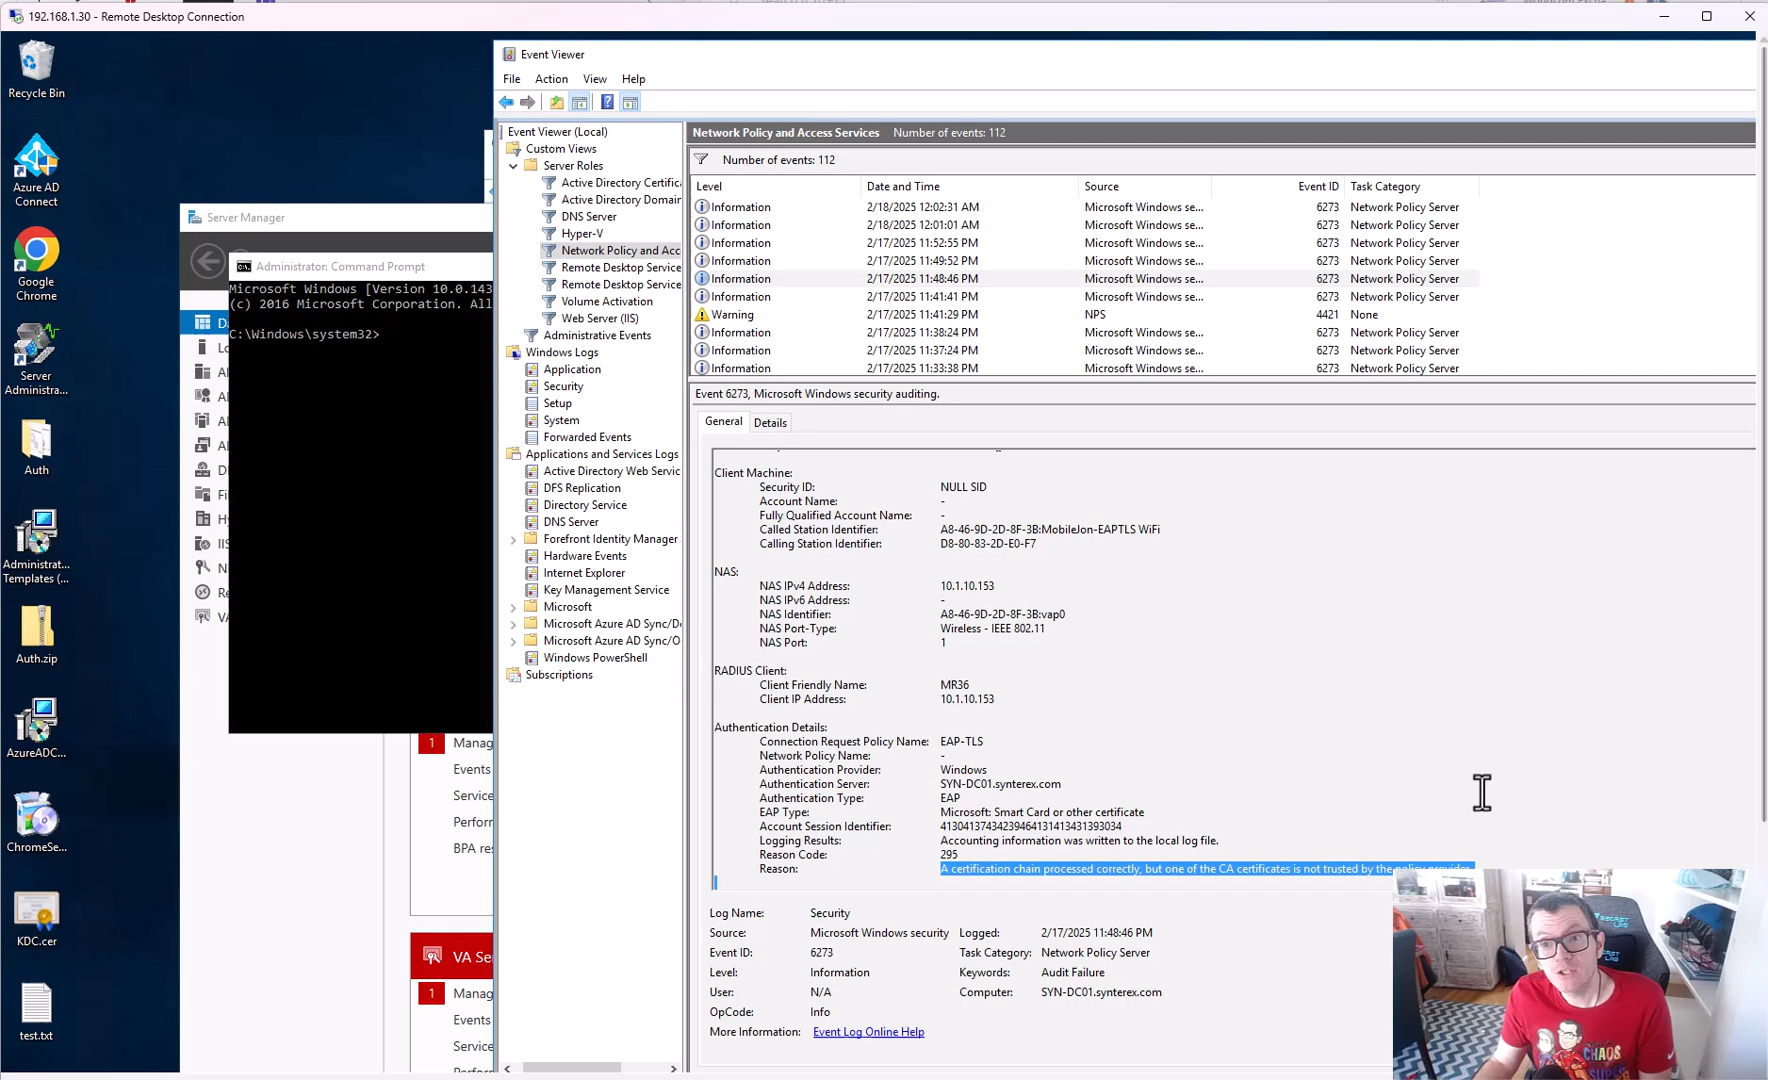 192.168.1.30 - Remote Desktop Connection
Recycle Bin
Azure AD
Connect
Google
Chrome
Server
Administra...
Auth
Administrat...
Templates (...
Auth.zip
AzureADC...
ChromeSe...
KDC.cer
test.txt
Server Manager
Administrator: Command Prompt
Microsoft Windows [Version 10.0.143
(c) 2016 Microsoft Corporation. All
C:\Windows\system32>
1 Manag
Events
Service
Perform
BPA res
VA Se
1 Manag
Events
Service
Event Viewer
File Action View Help
Event Viewer (Local)
Custom Views
Server Roles
Active Directory Certifica
Active Directory Domain
DNS Server
Hyper-V
Network Policy and Acc
Remote Desktop Service
Remote Desktop Service
Volume Activation
Web Server (IIS)
Administrative Events
Windows Logs
Application
Security
Setup
System
Forwarded Events
Applications and Services Logs
Active Directory Web Servic
DFS Replication
Directory Service
DNS Server
Forefront Identity Manager
Hardware Events
Internet Explorer
Key Management Service
Microsoft
Microsoft Azure AD Sync/D
Microsoft Azure AD Sync/O
Windows PowerShell
Subscriptions
Network Policy and Access Services Number of events: 112
Number of events: 112
Level Date and Time Source Event ID Task Category
Information 2/18/2025 12:02:31 AM Microsoft Windows se... 6273 Network Policy Server
Information 2/18/2025 12:01:01 AM Microsoft Windows se... 6273 Network Policy Server
Information 2/17/2025 11:52:55 PM Microsoft Windows se... 6273 Network Policy Server
Information 2/17/2025 11:49:52 PM Microsoft Windows se... 6273 Network Policy Server
Information 2/17/2025 11:48:46 PM Microsoft Windows se... 6273 Network Policy Server
Information 2/17/2025 11:41:41 PM Microsoft Windows se... 6273 Network Policy Server
Warning 2/17/2025 11:41:29 PM NPS 4421 None
Information 2/17/2025 11:38:24 PM Microsoft Windows se... 6273 Network Policy Server
Information 2/17/2025 11:37:24 PM Microsoft Windows se... 6273 Network Policy Server
Information 2/17/2025 11:33:38 PM Microsoft Windows se... 6273 Network Policy Server
Event 6273, Microsoft Windows security auditing.
General Details
Client Machine:
Security ID: NULL SID
Account Name: -
Fully Qualified Account Name: -
Called Station Identifier: A8-46-9D-2D-8F-3B:MobileJon-EAPTLS WiFi
Calling Station Identifier: D8-80-83-2D-E0-F7
NAS:
NAS IPv4 Address: 10.1.10.153
NAS IPv6 Address: -
NAS Identifier: A8-46-9D-2D-8F-3B:vap0
NAS Port-Type: Wireless - IEEE 802.11
NAS Port: 1
RADIUS Client:
Client Friendly Name: MR36
Client IP Address: 10.1.10.153
Authentication Details:
Connection Request Policy Name: EAP-TLS
Network Policy Name: -
Authentication Provider: Windows
Authentication Server: SYN-DC01.synterex.com
Authentication Type: EAP
EAP Type: Microsoft: Smart Card or other certificate
Account Session Identifier: 41304137434239464131413431393034
Logging Results: Accounting information was written to the local log file.
Reason Code: 295
Reason: A certification chain processed correctly, but one of the CA certificates is not trusted by the policy provider.
Log Name: Security
Source: Microsoft Windows security Logged: 2/17/2025 11:48:46 PM
Event ID: 6273 Task Category: Network Policy Server
Level: Information Keywords: Audit Failure
User: N/A Computer: SYN-DC01.synterex.com
OpCode: Info
More Information: Event Log Online Help
SECRET LAB
CHAOS